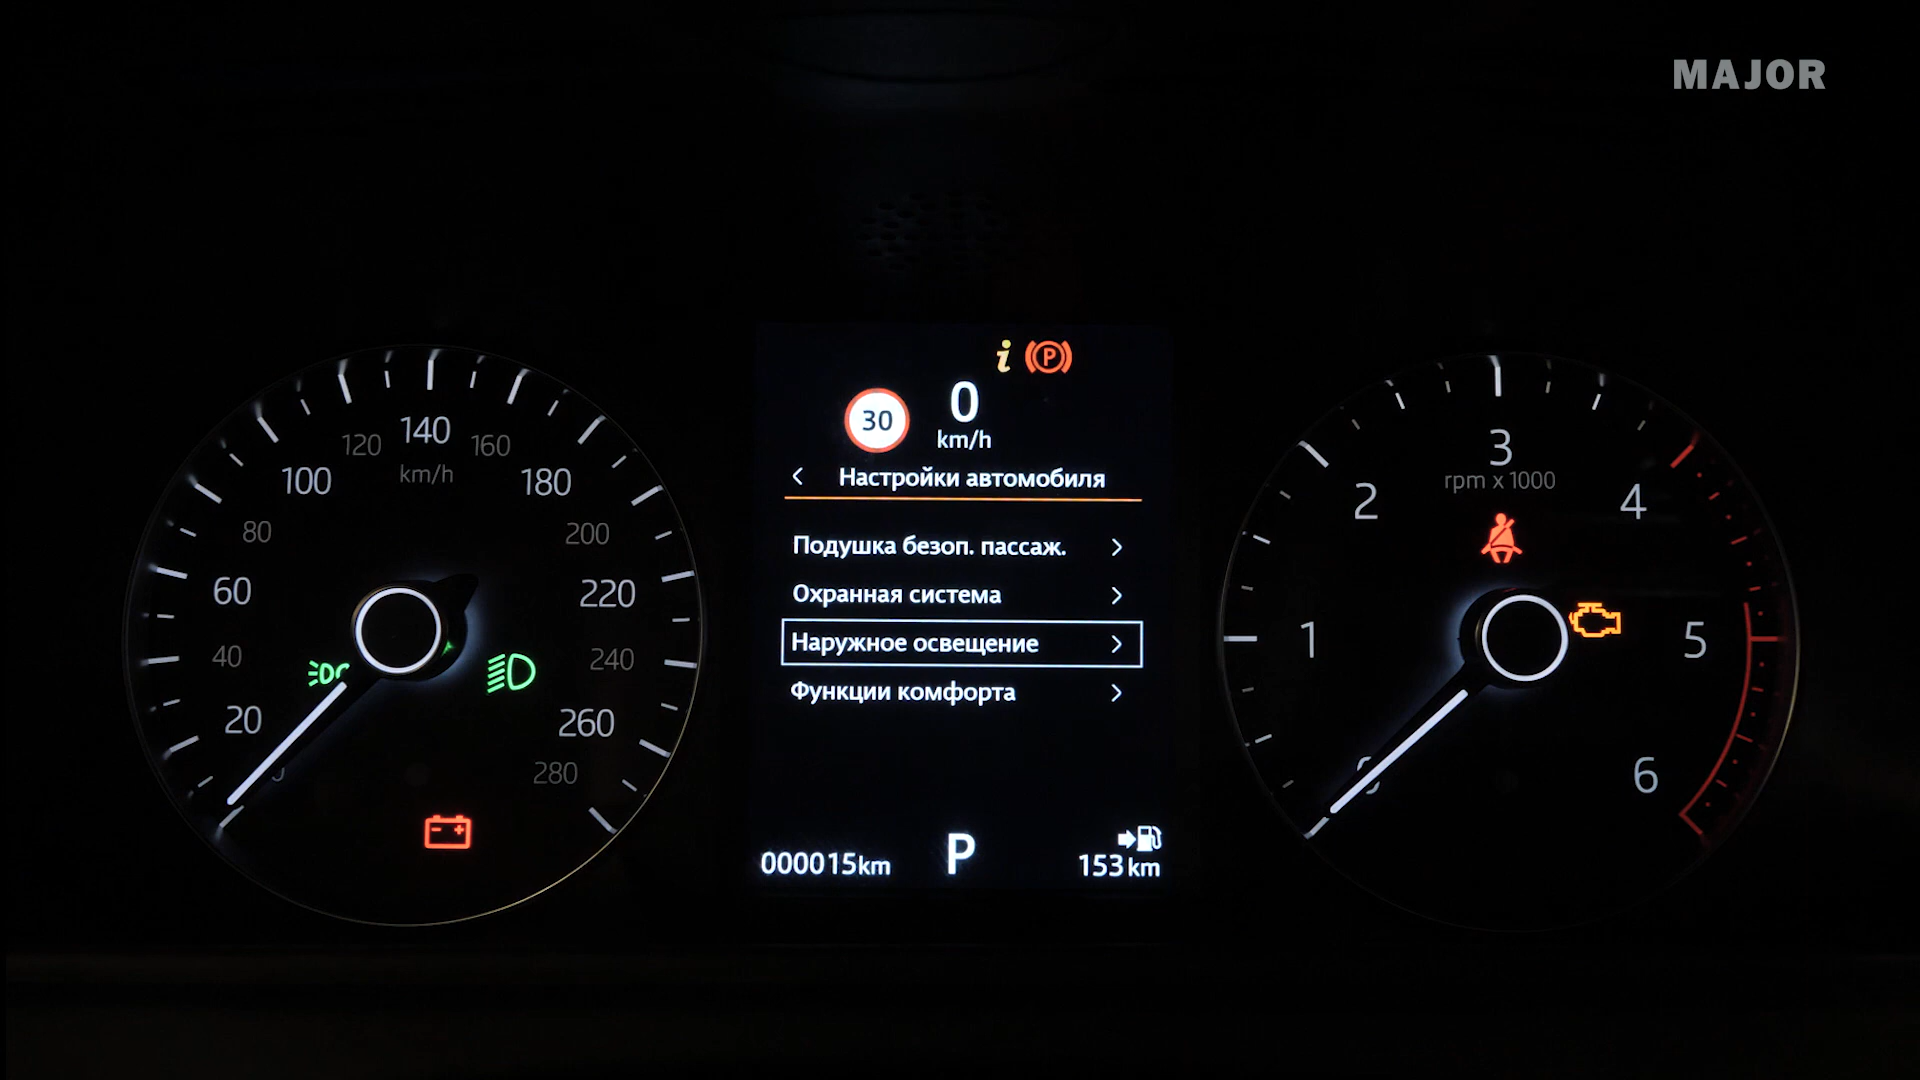 MAJOR
i P
30 0
km/h
< Настройки автомобиля
Подушка безоп. пассаж. >
Охранная система >
Наружное освещение >
Функции комфорта >
000015km P 153 km
20
40
60
80
100
120
140
160
180
200
220
240
260
280
km/h
1
2
3
4
5
6
rpm x 1000